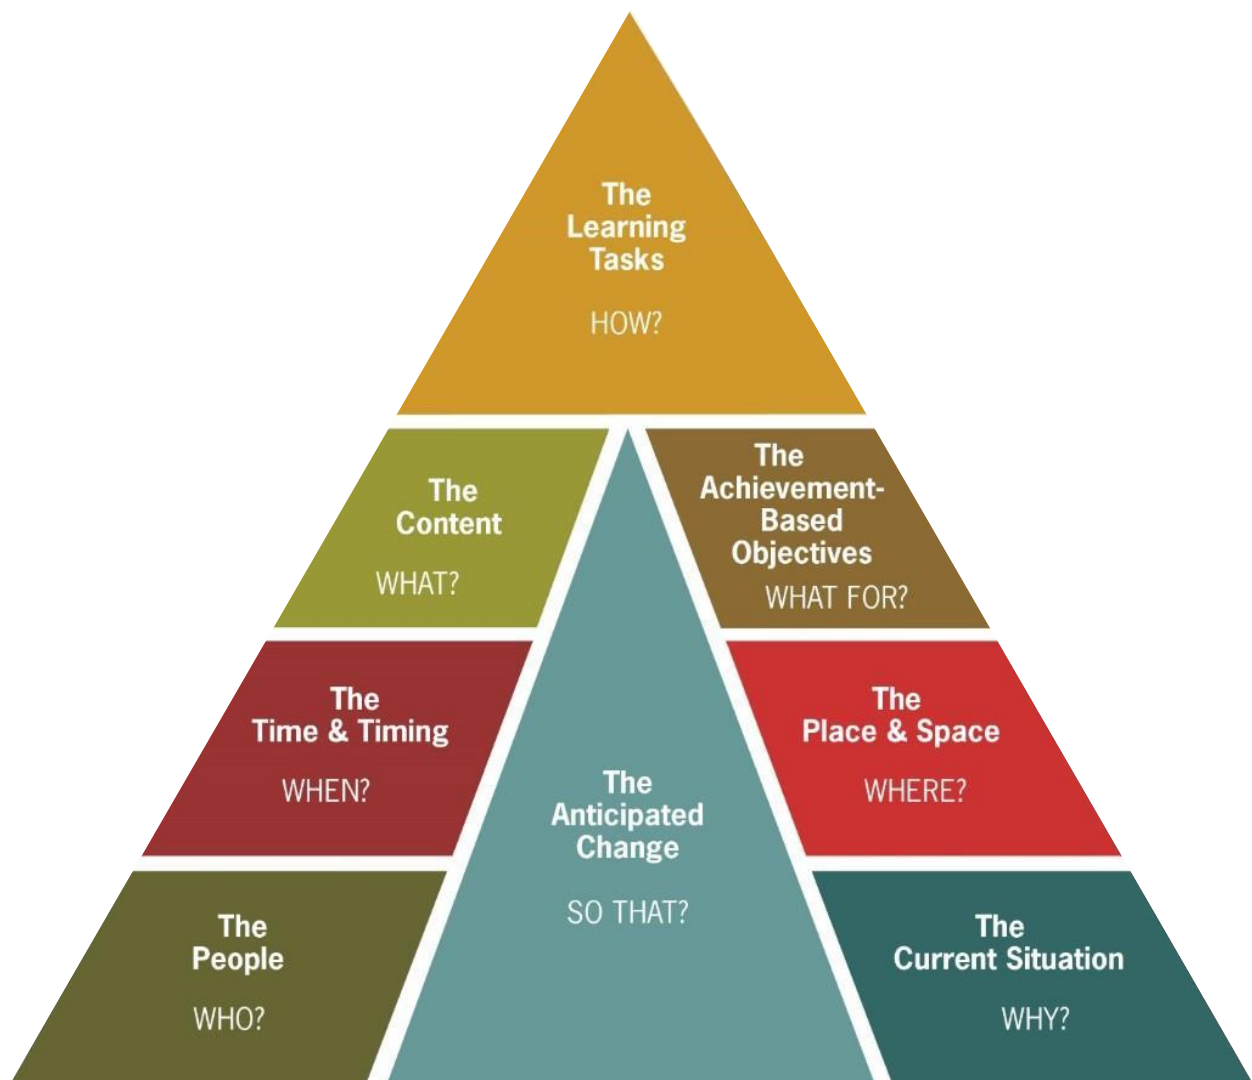 The
Learning
Tasks
HOW?
The
Content
WHAT?
The
Achievement-
Based
Objectives
WHAT FOR?
The
Time & Timing
WHEN?
The
Place & Space
WHERE?
The
Anticipated
Change
SO THAT?
The
People
WHO?
The
Current Situation
WHY?